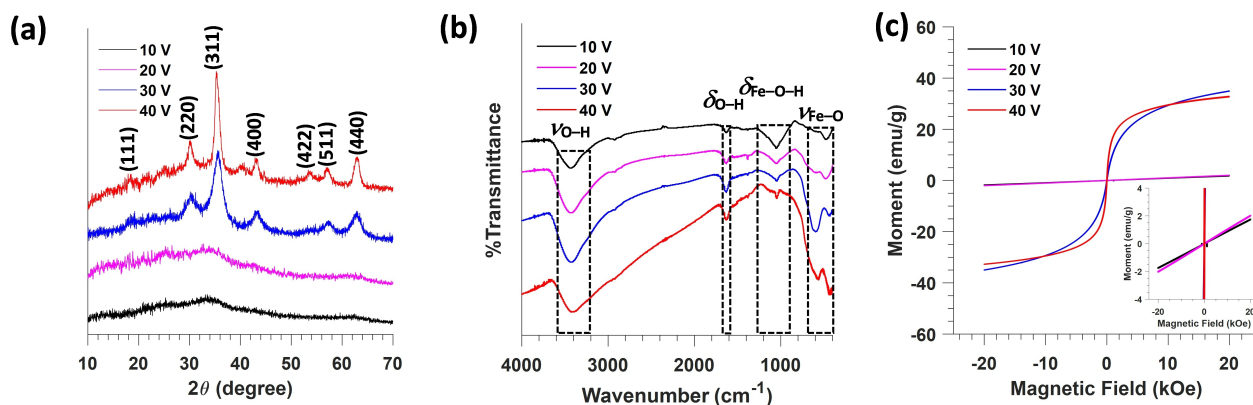 (a)
10 V
20 V
30 V
40 V
(111)
(220)
(311)
(400)
(422)
(511)
(440)
10 20 30 40 50 60 70
2θ (degree)
(b)
10 V
20 V
30 V
40 V
νO–H
δO–H
δFe–O–H
νFe–O
%Transmittance
4000 3000 2000 1000
Wavenumber (cm-1)
(c)
10 V
20 V
30 V
40 V
60
40
20
0
-20
-40
-60
Moment (emu/g)
-20 -10 0 10 20
Magnetic Field (kOe)
4
2
0
-2
-4
Moment (emu/g)
-20 0 20
Magnetic Field (kOe)